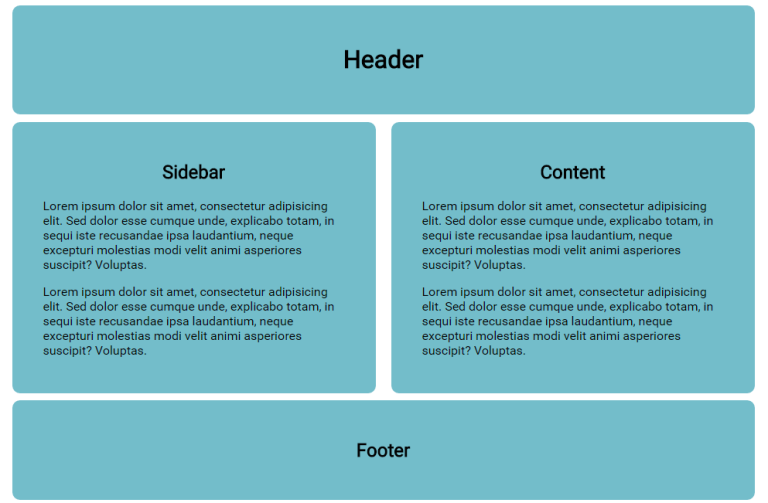 Header
Sidebar
Lorem ipsum dolor sit amet, consectetur adipisicing
elit. Sed dolor esse cumque unde, explicabo totam, in
sequi iste recusandae ipsa laudantium, neque
excepturi molestias modi velit animi asperiores
suscipit? Voluptas.
Lorem ipsum dolor sit amet, consectetur adipisicing
elit. Sed dolor esse cumque unde, explicabo totam, in
sequi iste recusandae ipsa laudantium, neque
excepturi molestias modi velit animi asperiores
suscipit? Voluptas.
Content
Lorem ipsum dolor sit amet, consectetur adipisicing
elit. Sed dolor esse cumque unde, explicabo totam, in
sequi iste recusandae ipsa laudantium, neque
excepturi molestias modi velit animi asperiores
suscipit? Voluptas.
Lorem ipsum dolor sit amet, consectetur adipisicing
elit. Sed dolor esse cumque unde, explicabo totam, in
sequi iste recusandae ipsa laudantium, neque
excepturi molestias modi velit animi asperiores
suscipit? Voluptas.
Footer